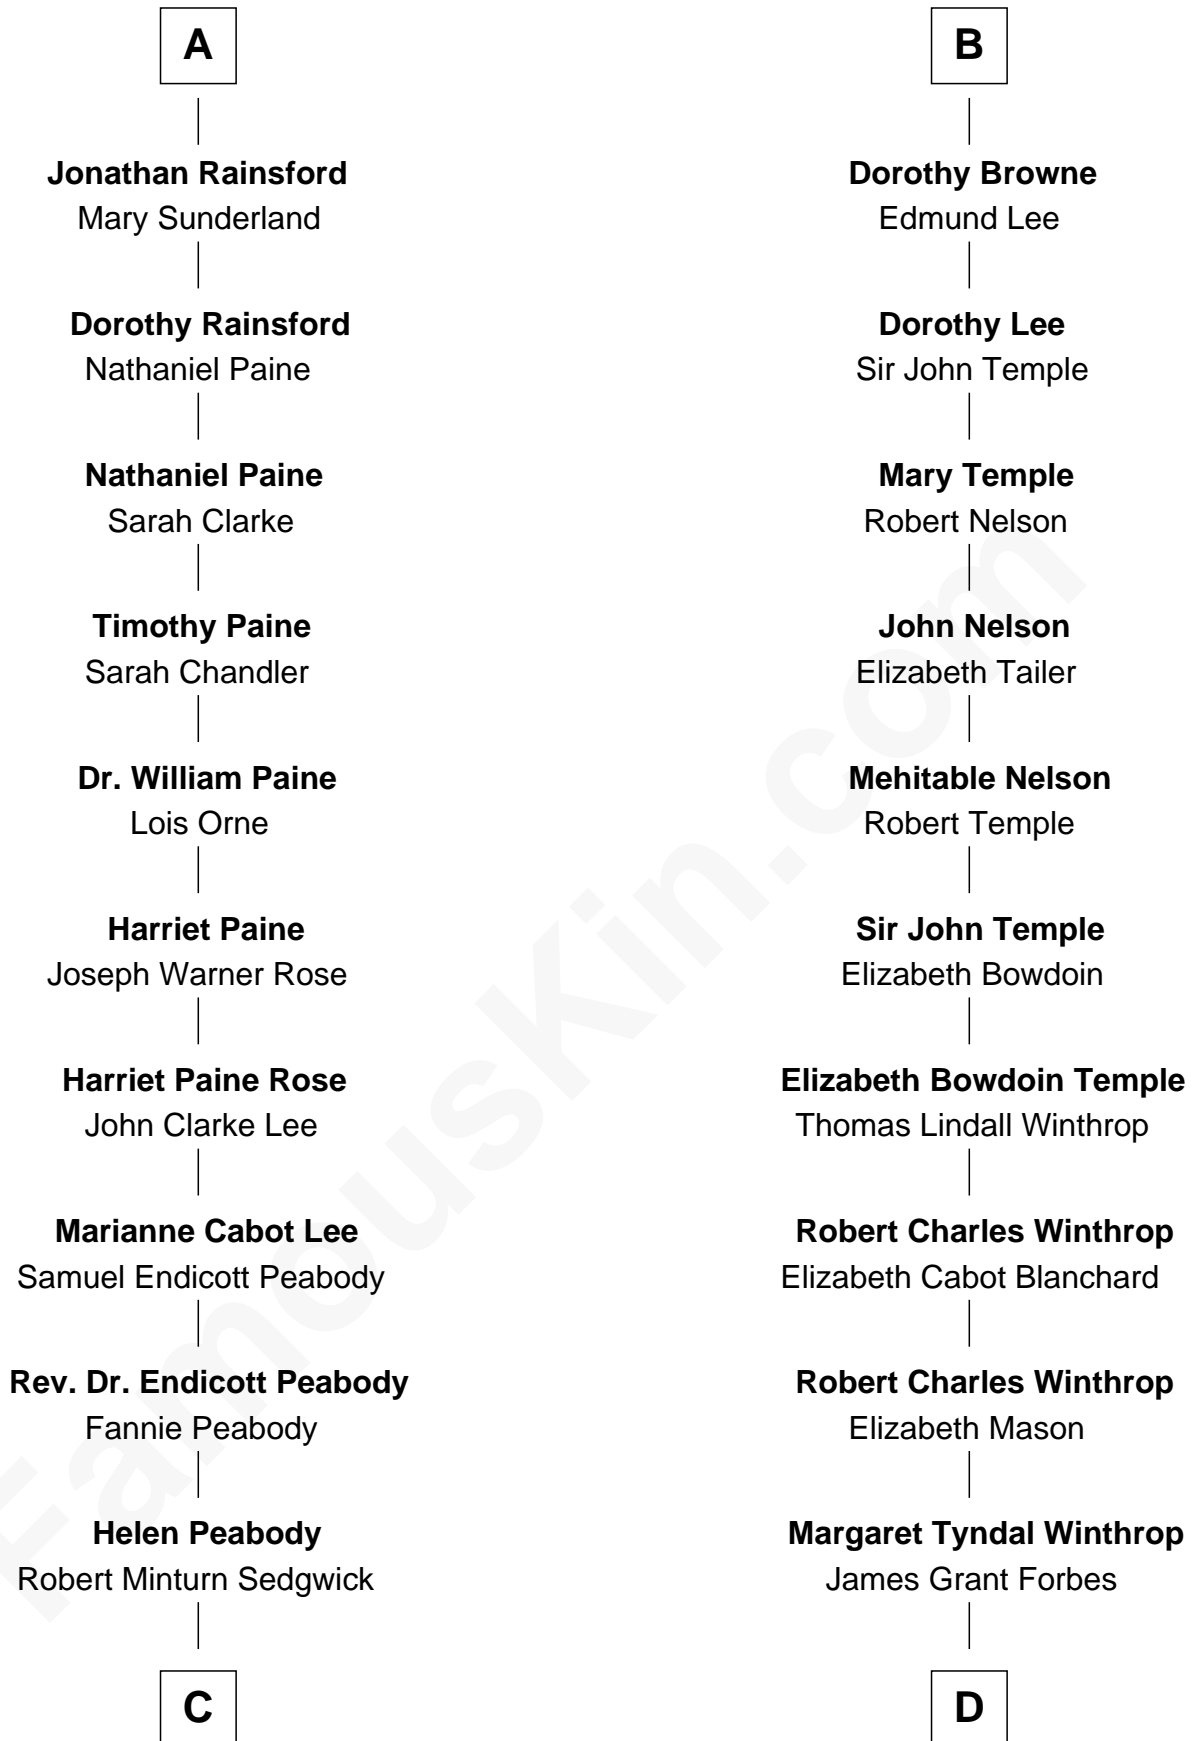 A
Jonathan Rainsford
Mary Sunderland
Dorothy Rainsford
Nathaniel Paine
Nathaniel Paine
Sarah Clarke
Timothy Paine
Sarah Chandler
Dr. William Paine
Lois Orne
Harriet Paine
Joseph Warner Rose
Harriet Paine Rose
John Clarke Lee
Marianne Cabot Lee
Samuel Endicott Peabody
Rev. Dr. Endicott Peabody
Fannie Peabody
Helen Peabody
Robert Minturn Sedgwick
C
B
Dorothy Browne
Edmund Lee
Dorothy Lee
Sir John Temple
Mary Temple
Robert Nelson
John Nelson
Elizabeth Tailer
Mehitable Nelson
Robert Temple
Sir John Temple
Elizabeth Bowdoin
Elizabeth Bowdoin Temple
Thomas Lindall Winthrop
Robert Charles Winthrop
Elizabeth Cabot Blanchard
Robert Charles Winthrop
Elizabeth Mason
Margaret Tyndal Winthrop
James Grant Forbes
D
FamousKin.com